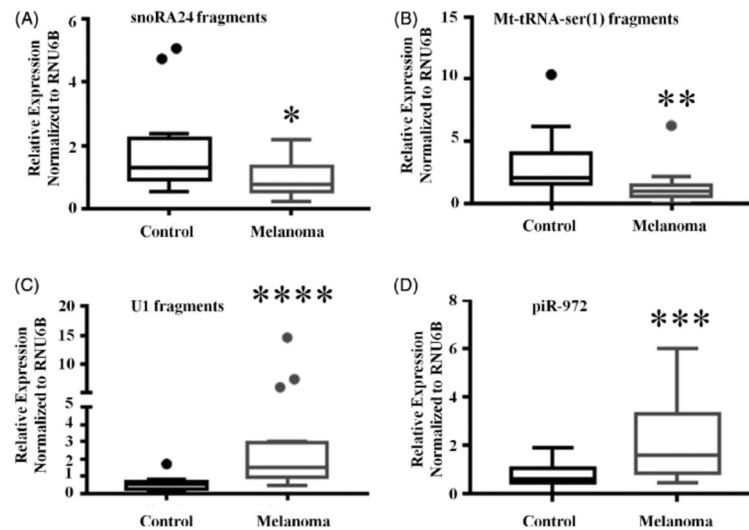 (A)
snoRA24 fragments
Relative Expression
Normalized to RNU6B
6
4
2
0
*
Control Melanoma
(B)
Mt-tRNA-ser(1) fragments
Relative Expression
Normalized to RNU6B
15
10
5
0
**
Control Melanoma
(C)
U1 fragments
Relative Expression
Normalized to RNU6B
20
15
10
5
5
4
3
2
1
0
****
Control Melanoma
(D)
piR-972
Relative Expression
Normalized to RNU6B
8
6
4
2
0
***
Control Melanoma